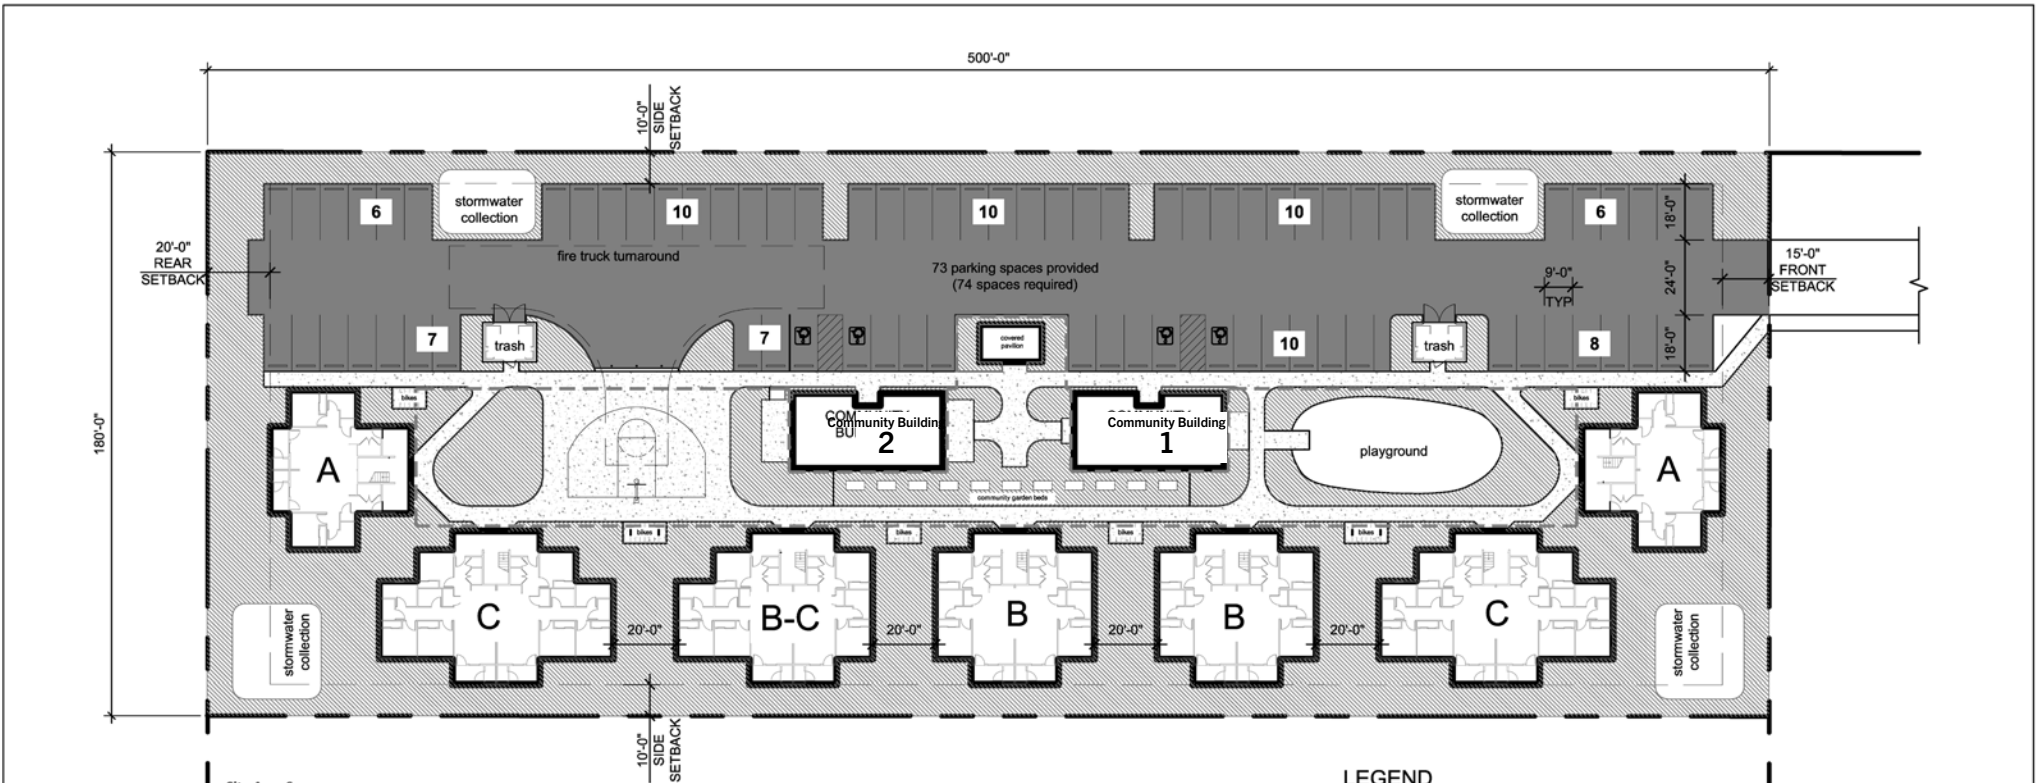 500'-0"
10'-0"
SIDE
SETBACK
180'-0"
20'-0"
REAR
SETBACK
6
stormwater
collection
10
10
10
stormwater
collection
6
18'-0"
fire truck turnaround
73 parking spaces provided
(74 spaces required)
9'-0"
TYP
24'-0"
15'-0"
FRONT
SETBACK
7
trash
7
covered
pavilion
10
trash
8
18'-0"
bikes
bikes
A
COM
BU
Community Building
2
Community Building
1
playground
A
community garden beds
bikes
bikes
bikes
bikes
C
B-C
B
B
C
20'-0"
20'-0"
20'-0"
20'-0"
stormwater
collection
stormwater
collection
10'-0"
SIDE
SETBACK
LEGEND